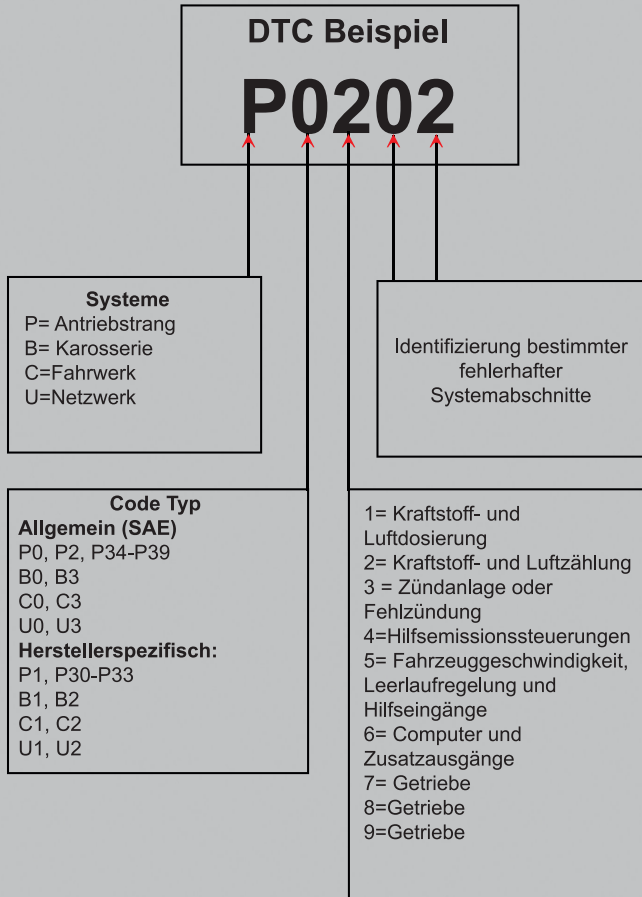 DTC Beispiel
P0202
Systeme
P= Antriebstrang
B= Karosserie
C=Fahrwerk
U=Netzwerk
Identifizierung bestimmter
fehlerhafter
Systemabschnitte
Code Typ
Allgemein (SAE)
P0, P2, P34-P39
B0, B3
C0, C3
U0, U3
Herstellerspezifisch:
P1, P30-P33
B1, B2
C1, C2
U1, U2
1= Kraftstoff- und
Luftdosierung
2= Kraftstoff- und Luftzählung
3 = Zündanlage oder
Fehlzündung
4=Hilfsemissionssteuerungen
5= Fahrzeuggeschwindigkeit,
Leerlaufregelung und
Hilfseingänge
6= Computer und
Zusatzausgänge
7= Getriebe
8=Getriebe
9=Getriebe